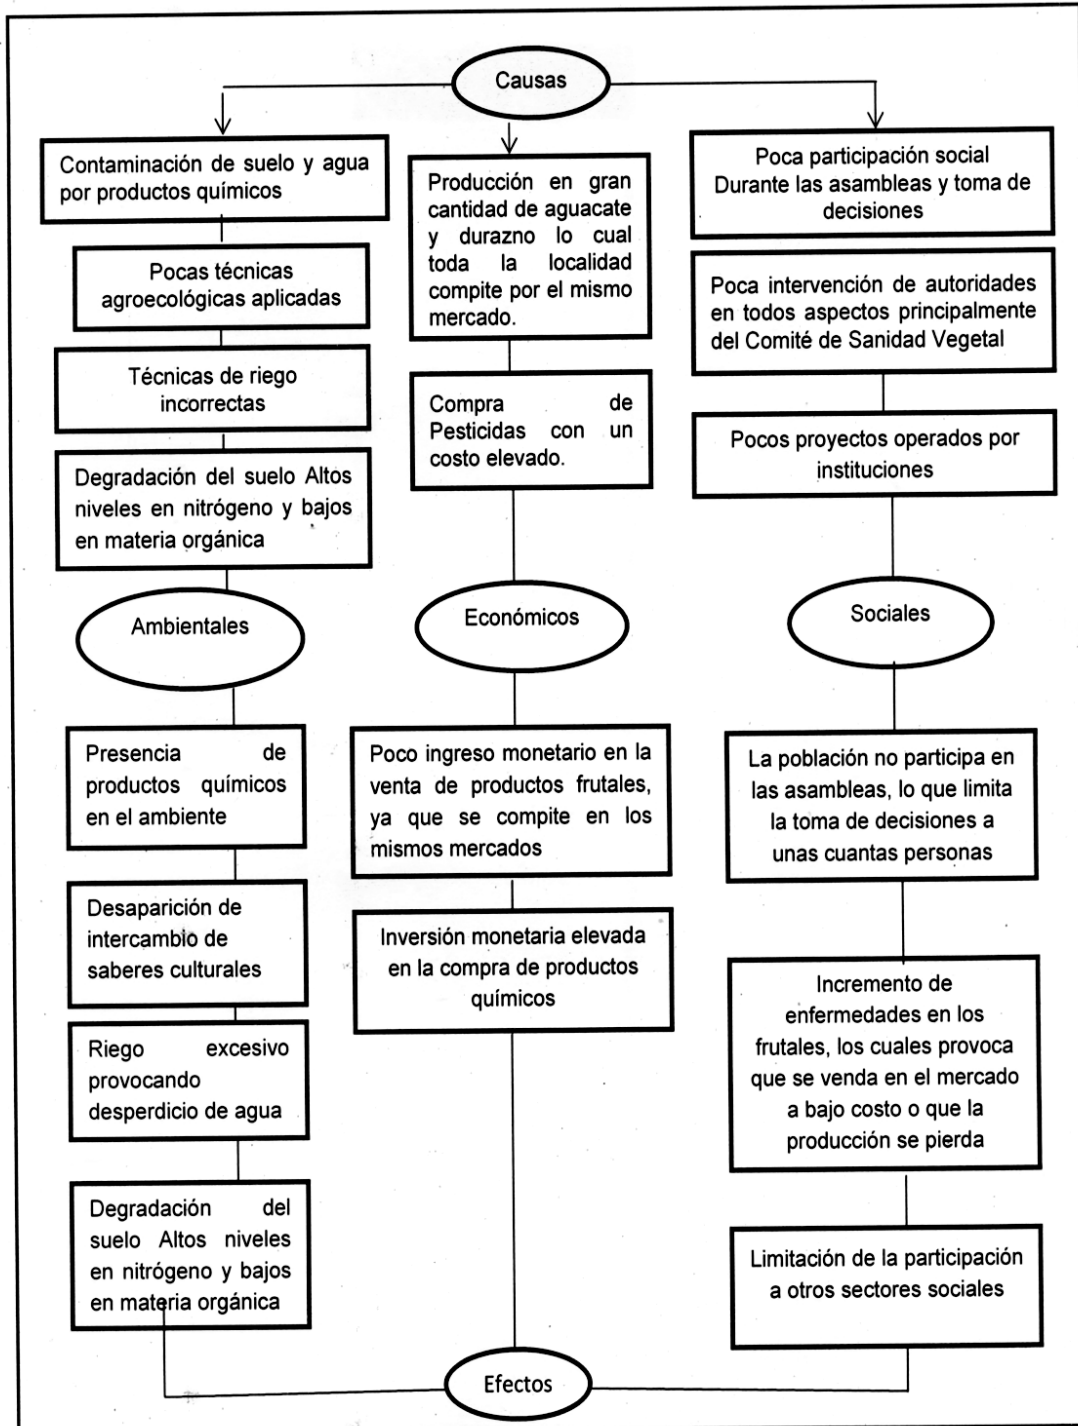 Causas
Contaminación de suelo y agua
por productos químicos
Pocas técnicas
agroecológicas aplicadas
Técnicas de riego
incorrectas
Degradación del suelo Altos
niveles en nitrógeno y bajos
en materia orgánica
Producción en gran
cantidad de aguacate
y durazno lo cual
toda la localidad
compite por el mismo
mercado.
Compra de
Pesticidas con un
costo elevado.
Poca participación social
Durante las asambleas y toma de
decisiones
Poca intervención de autoridades
en todos aspectos principalmente
del Comité de Sanidad Vegetal
Pocos proyectos operados por
instituciones
Ambientales
Económicos
Sociales
Presencia de
productos químicos
en el ambiente
Desaparición de
intercambio de
saberes culturales
Riego excesivo
provocando
desperdicio de agua
Degradación del
suelo Altos niveles
en nitrógeno y bajos
en materia orgánica
Poco ingreso monetario en la
venta de productos frutales,
ya que se compite en los
mismos mercados
Inversión monetaria elevada
en la compra de productos
químicos
La población no participa en
las asambleas, lo que limita
la toma de decisiones a
unas cuantas personas
Incremento de
enfermedades en los
frutales, los cuales provoca
que se venda en el mercado
a bajo costo o que la
producción se pierda
Limitación de la participación
a otros sectores sociales
Efectos